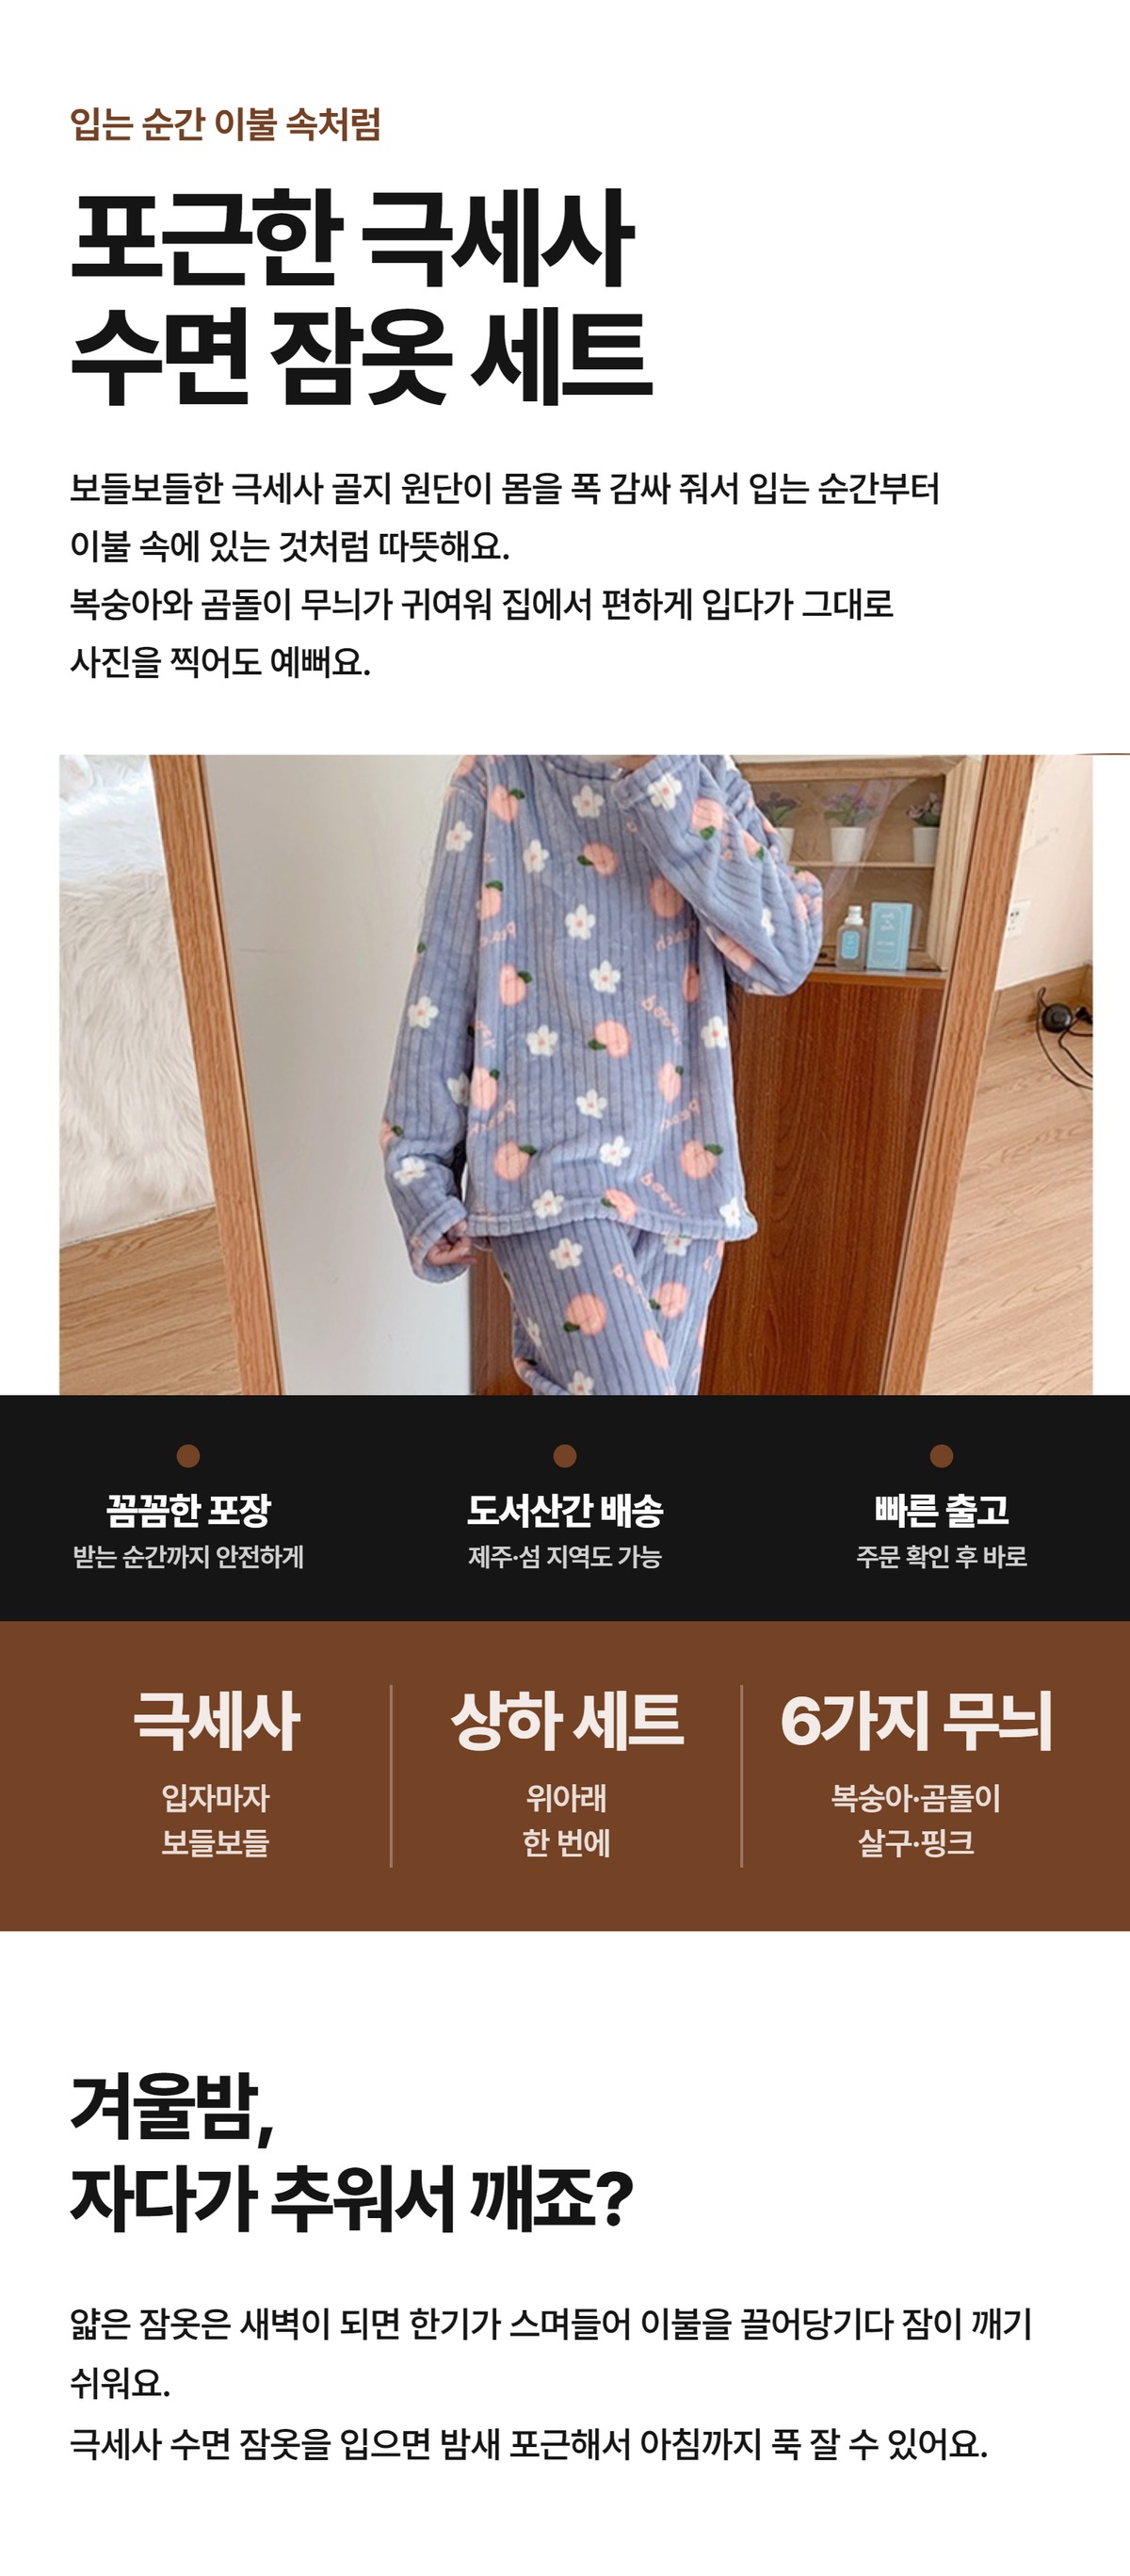 입는 순간 이불 속처럼
포근한 극세사
수면 잠옷 세트
보들보들한 극세사 골지 원단이 몸을 폭 감싸 줘서 입는 순간부터
이불 속에 있는 것처럼 따뜻해요.
복숭아와 곰돌이 무늬가 귀여워 집에서 편하게 입다가 그대로
사진을 찍어도 예뻐요.
꼼꼼한 포장
받는 순간까지 안전하게
도서산간 배송
제주·섬 지역도 가능
빠른 출고
주문 확인 후 바로
극세사
입자마자
보들보들
상하 세트
위아래
한 번에
6가지 무늬
복숭아·곰돌이
살구·핑크
겨울밤,
자다가 추워서 깨죠?
얇은 잠옷은 새벽이 되면 한기가 스며들어 이불을 끌어당기다 잠이 깨기
쉬워요.
극세사 수면 잠옷을 입으면 밤새 포근해서 아침까지 푹 잘 수 있어요.